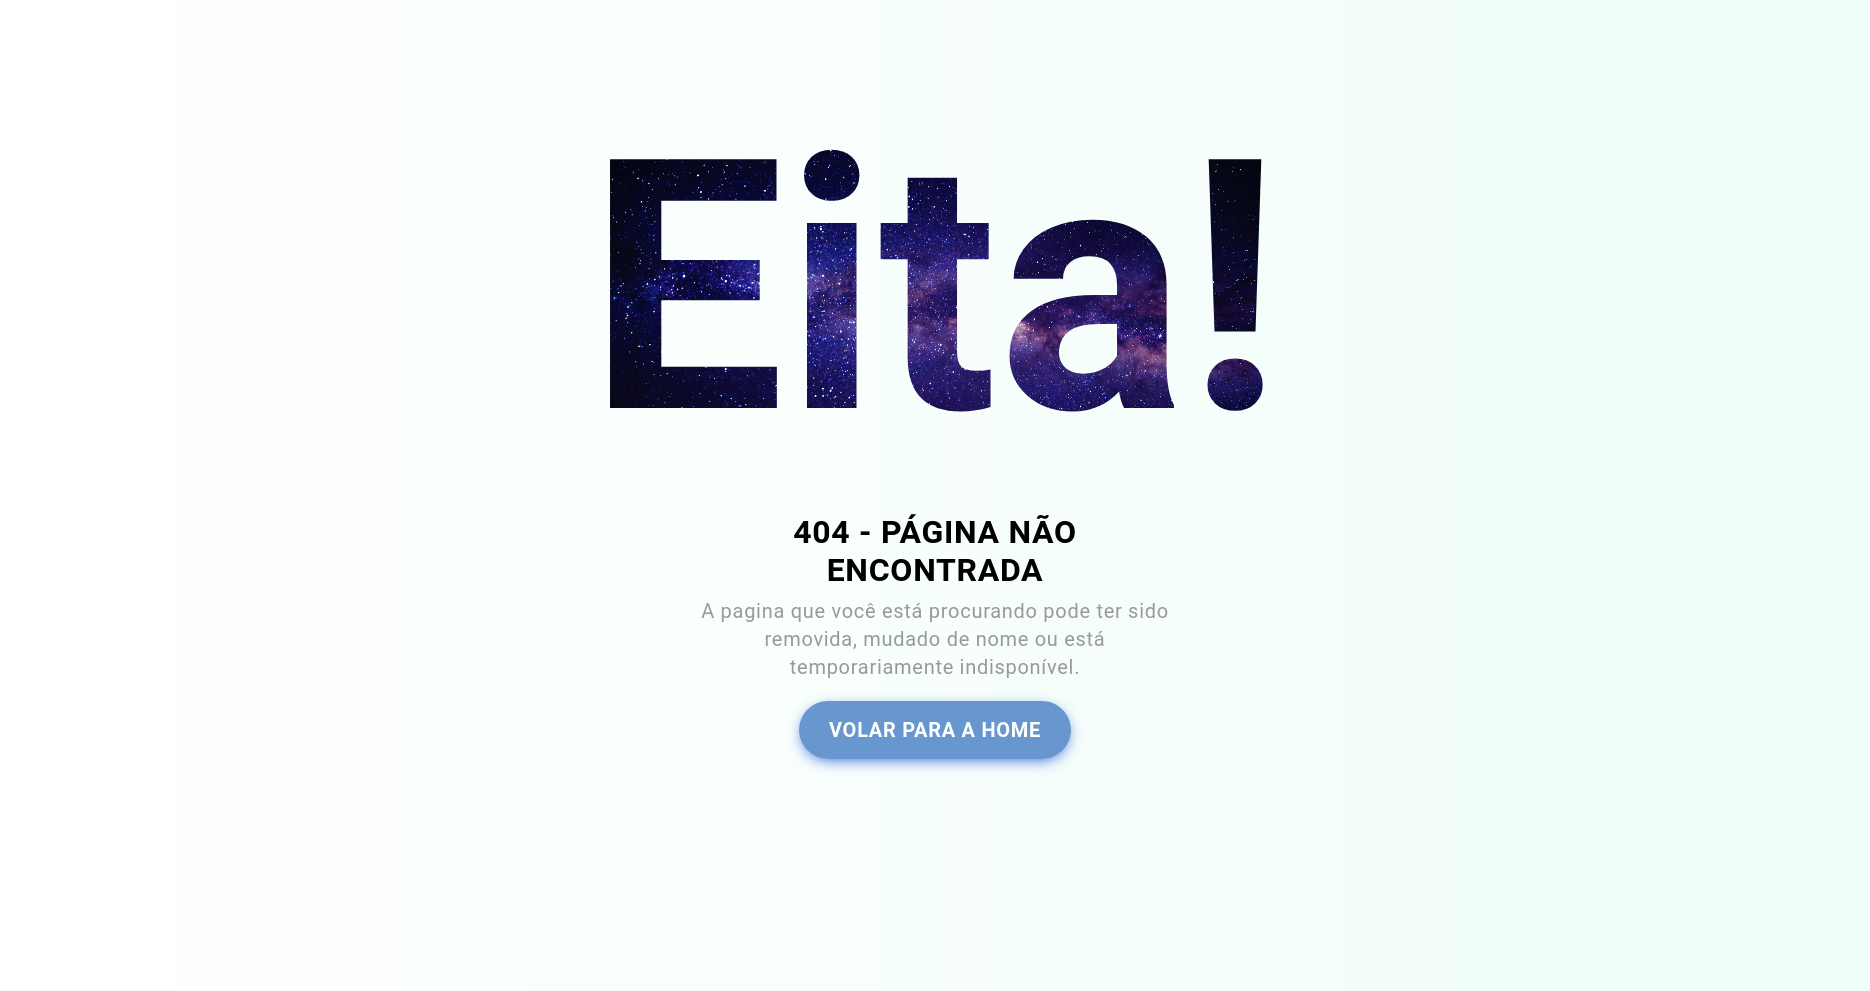 Eita!
404 - PÁGINA NÃO
ENCONTRADA
A pagina que você está procurando pode ter sido
removida, mudado de nome ou está
temporariamente indisponível.
VOLAR PARA A HOME